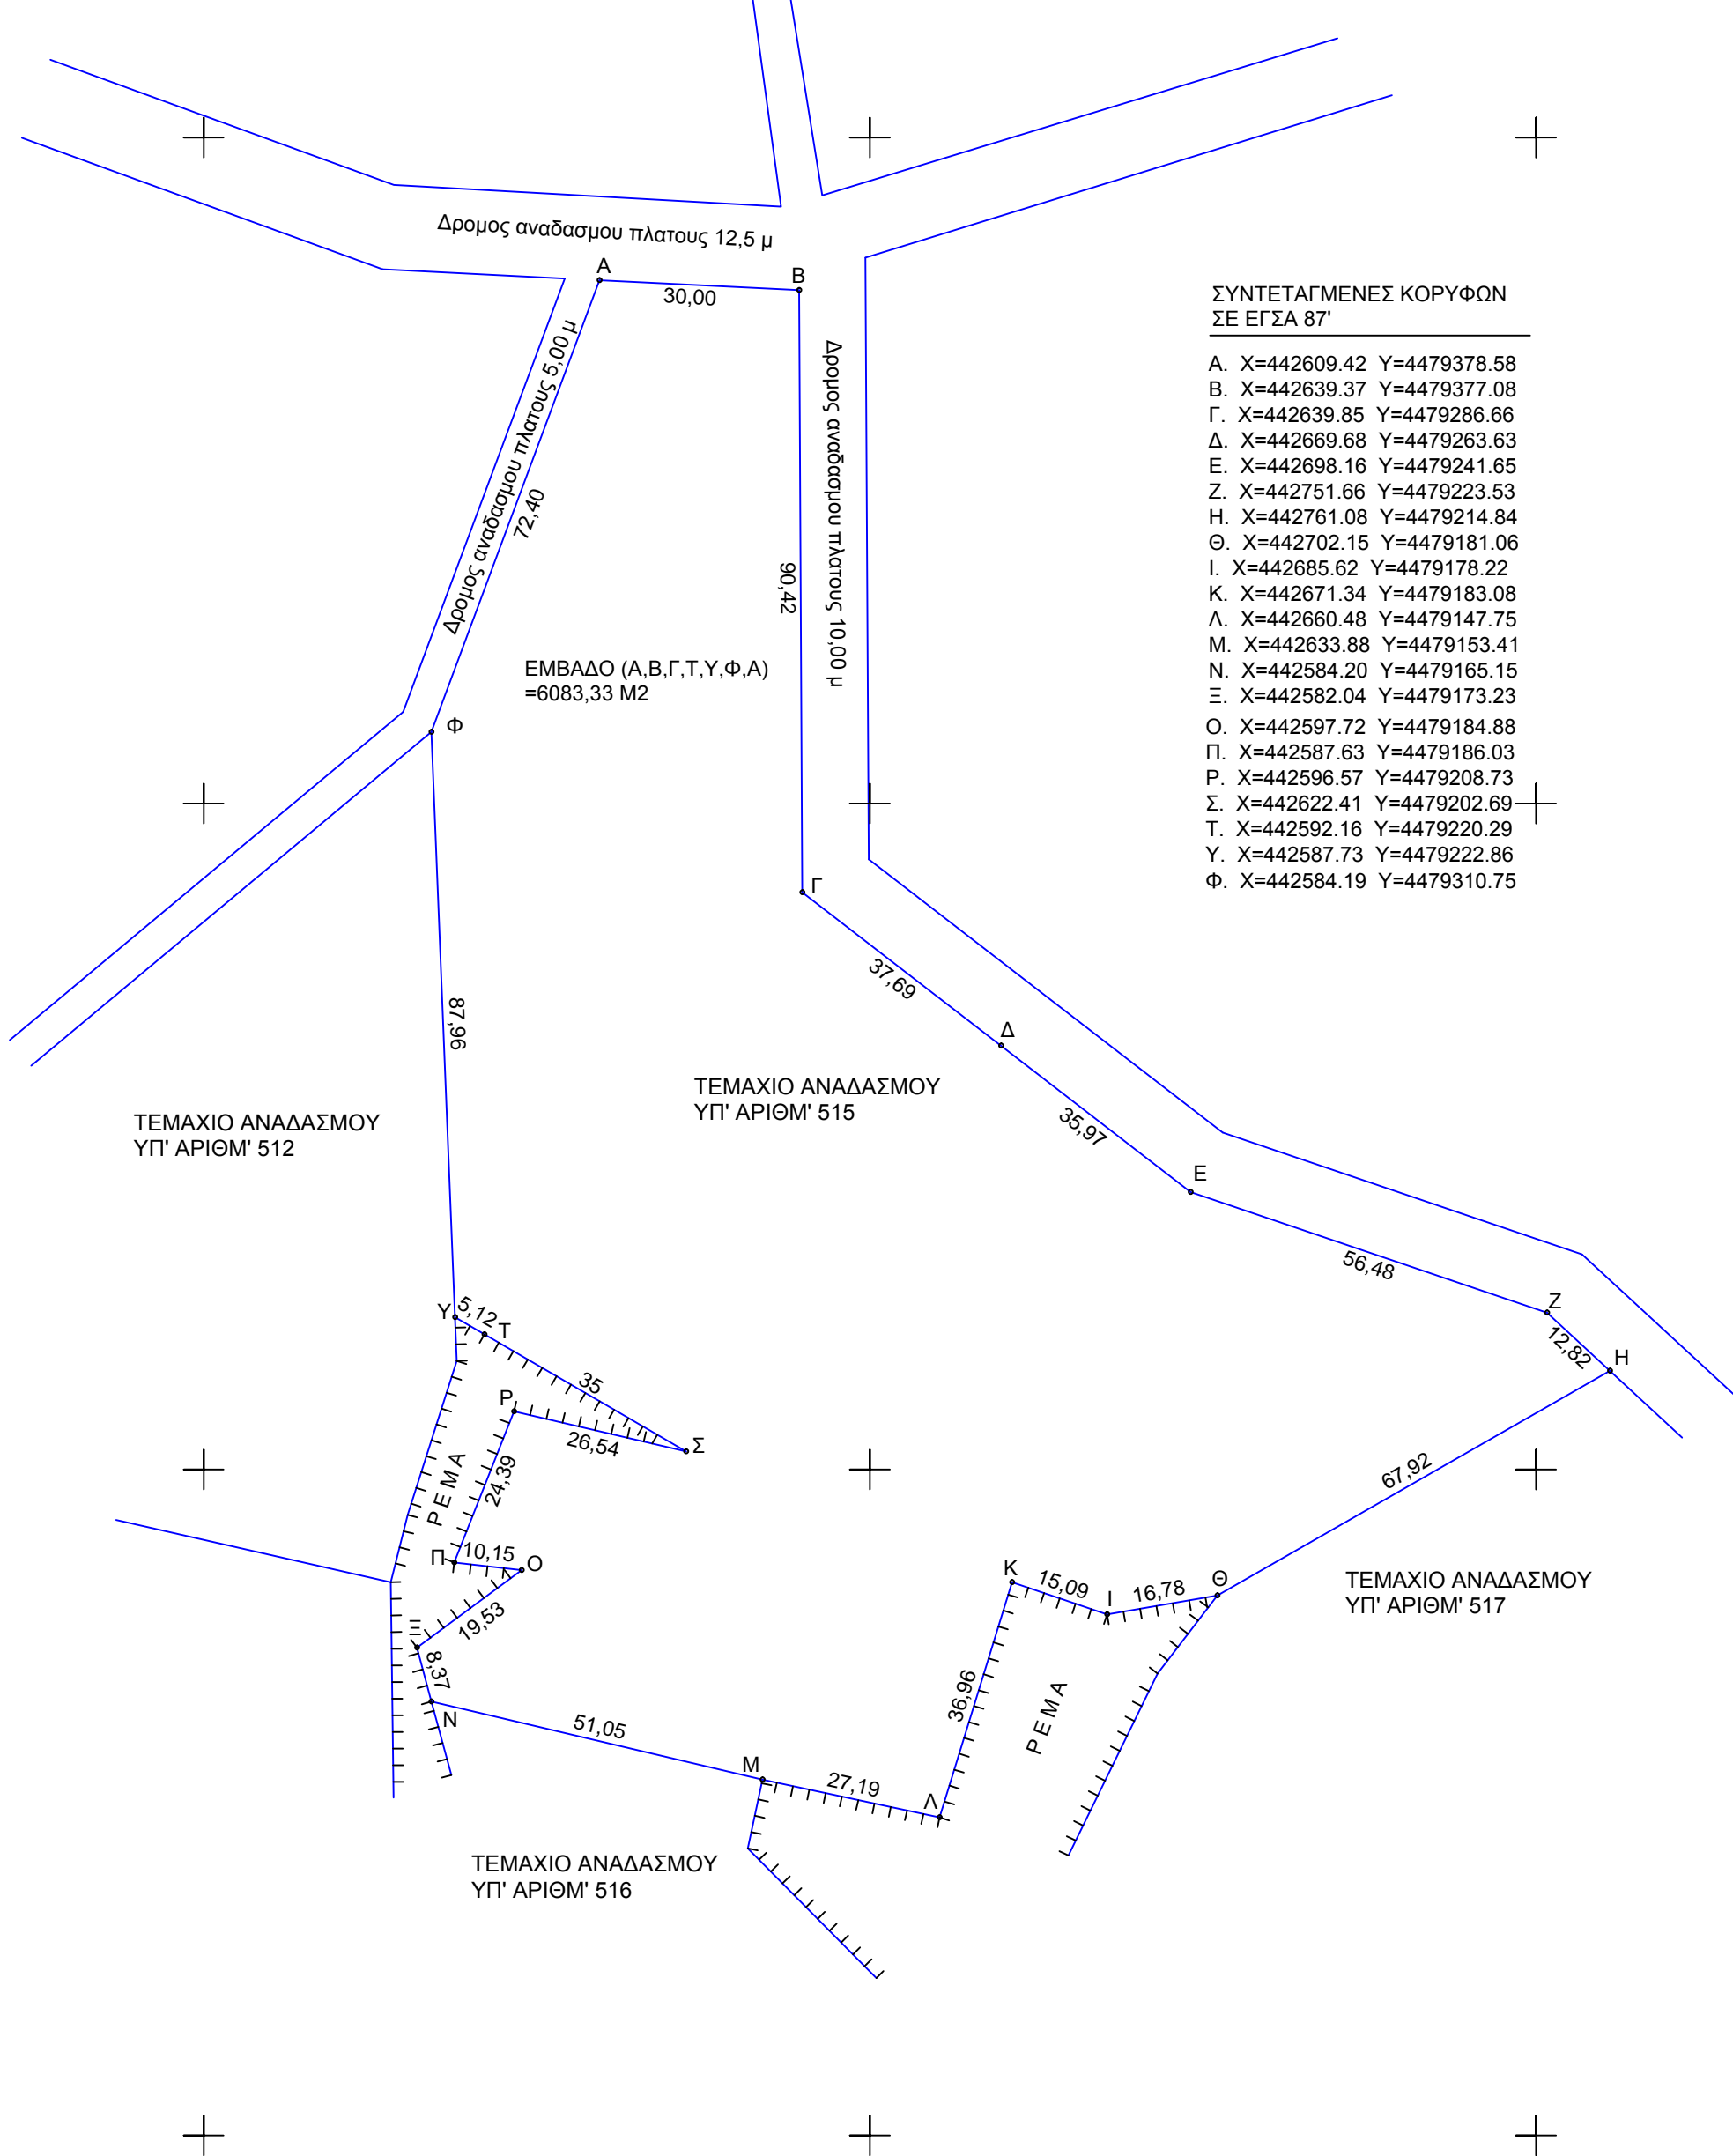 Δρομος αναδασμου πλατους 12,5 μ
Α
Β
30,00
Δρομος αναδασμου πλατους 5,00 μ
72,40
Δρομος αναδασμου πλατους 10,00 μ
90,42
ΣΥΝΤΕΤΑΓΜΕΝΕΣ ΚΟΡΥΦΩΝ
ΣΕ ΕΓΣΑ 87'
Α. Χ=442609.42 Υ=4479378.58
Β. Χ=442639.37 Υ=4479377.08
Γ. Χ=442639.85 Υ=4479286.66
Δ. Χ=442669.68 Υ=4479263.63
Ε. Χ=442698.16 Υ=4479241.65
Ζ. Χ=442751.66 Υ=4479223.53
Η. Χ=442761.08 Υ=4479214.84
Θ. Χ=442702.15 Υ=4479181.06
Ι. Χ=442685.62 Υ=4479178.22
Κ. Χ=442671.34 Υ=4479183.08
Λ. Χ=442660.48 Υ=4479147.75
Μ. Χ=442633.88 Υ=4479153.41
Ν. Χ=442584.20 Υ=4479165.15
Ξ. Χ=442582.04 Υ=4479173.23
Ο. Χ=442597.72 Υ=4479184.88
Π. Χ=442587.63 Υ=4479186.03
Ρ. Χ=442596.57 Υ=4479208.73
Σ. Χ=442622.41 Υ=4479202.69
Τ. Χ=442592.16 Υ=4479220.29
Υ. Χ=442587.73 Υ=4479222.86
Φ. Χ=442584.19 Υ=4479310.75
ΕΜΒΑΔΟ (Α,Β,Γ,Τ,Υ,Φ,Α)
=6083,33 Μ2
Φ
Γ
37,69
87,96
Δ
ΤΕΜΑΧΙΟ ΑΝΑΔΑΣΜΟΥ
ΥΠ' ΑΡΙΘΜ' 515
ΤΕΜΑΧΙΟ ΑΝΑΔΑΣΜΟΥ
ΥΠ' ΑΡΙΘΜ' 512
35,97
Ε
56,48
Ζ
12,82
Η
Υ
5,12
Τ
35
Ρ
26,54
Σ
ΡΕΜΑ
24,39
67,92
Π
10,15
Ο
19,53
Ξ
8,37
Ν
Κ
15,09
Ι
16,78
Θ
ΤΕΜΑΧΙΟ ΑΝΑΔΑΣΜΟΥ
ΥΠ' ΑΡΙΘΜ' 517
36,96
ΡΕΜΑ
51,05
Μ
27,19
Λ
ΤΕΜΑΧΙΟ ΑΝΑΔΑΣΜΟΥ
ΥΠ' ΑΡΙΘΜ' 516